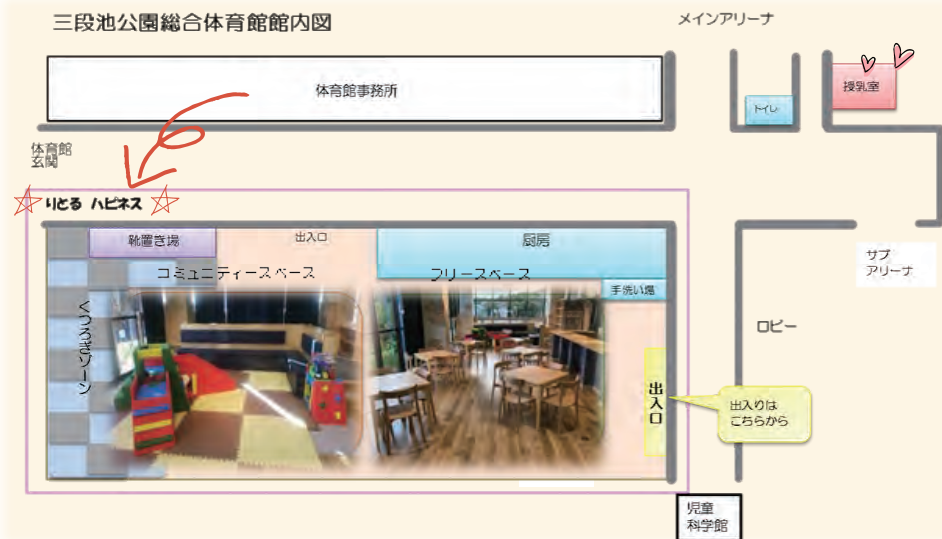 三段池公園総合体育館館内図
メインアリーナ
体育館事務所
トイレ
授乳室
体育館
玄関
りとる ハピネス
靴置き場
出入口
厨房
コミュニティースペース
フリースペース
手洗い場
くつろぎゾーン
サブ
アリーナ
ロビー
出入口
出入りは
こちらから
児童
科学館